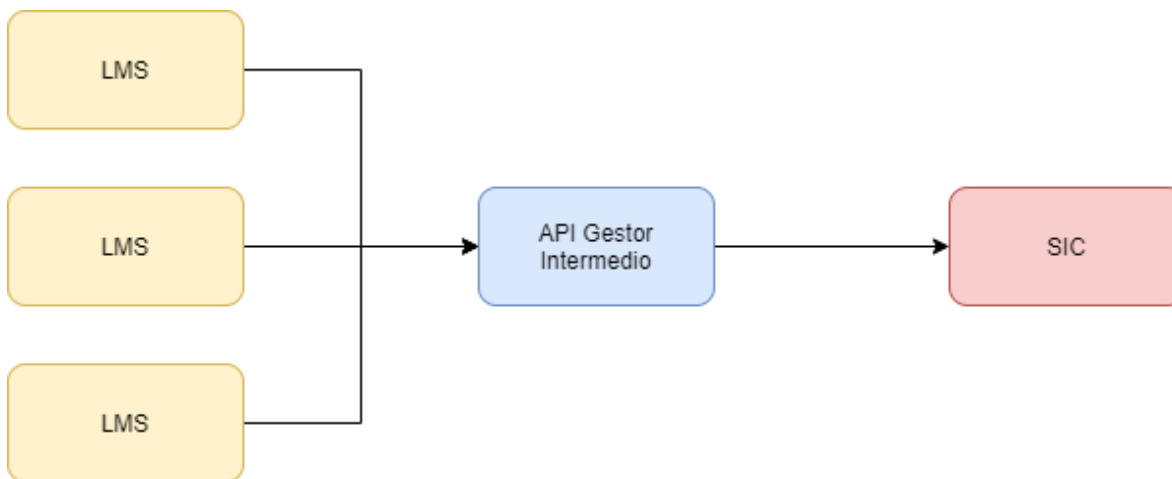 LMS
LMS
API Gestor
Intermedio
SIC
LMS